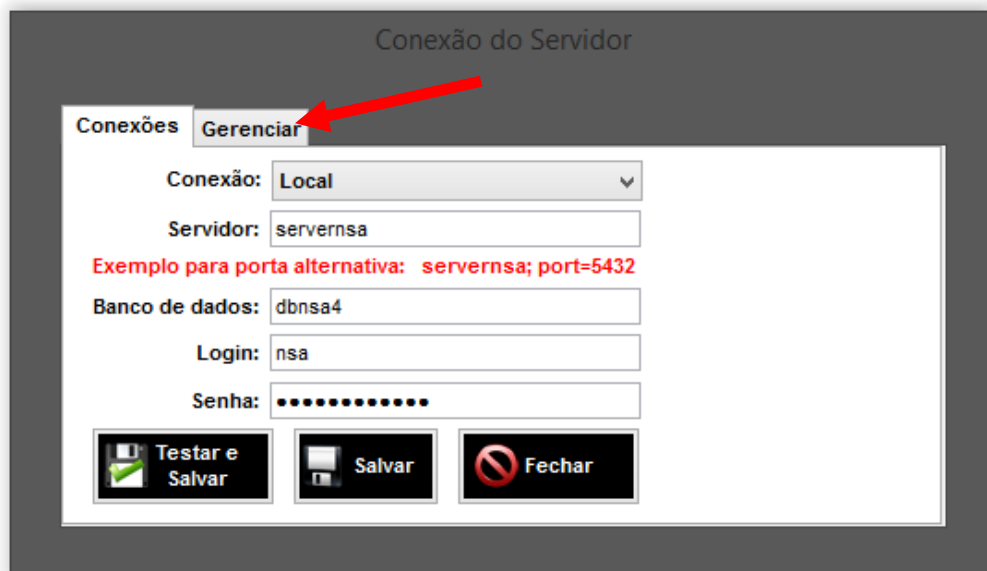 Conexão do Servidor
Conexões Gerenciar
Conexão: Local
Servidor: servernsa
Exemplo para porta alternativa: servernsa; port=5432
Banco de dados: dbnsa4
Login: nsa
Senha: ●●●●●●●●●●●●
Testar e
Salvar
Salvar
Fechar